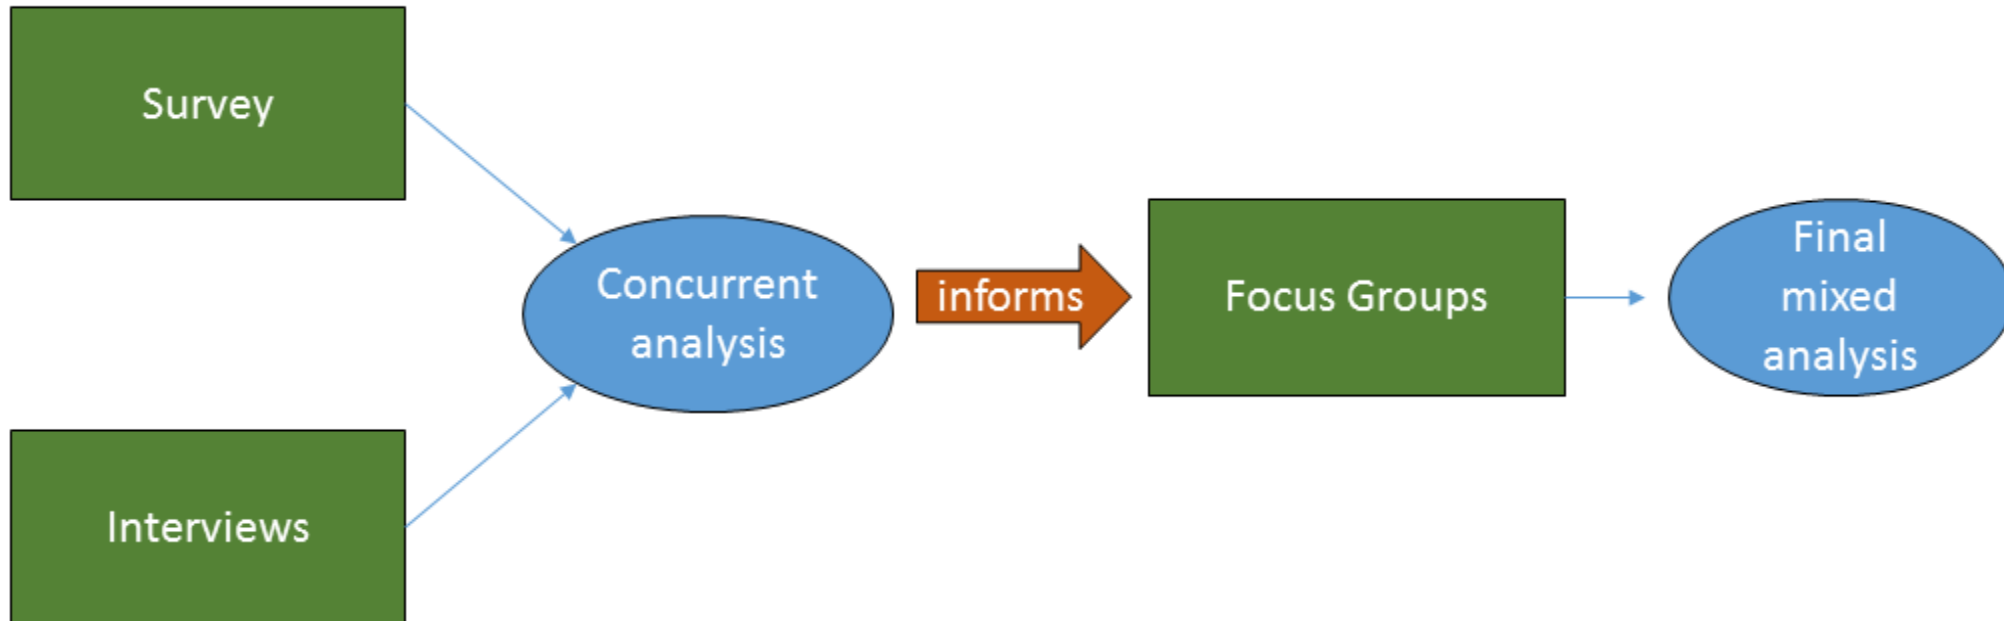 Survey
Concurrent
analysis
informs
Focus Groups
Final
mixed
analysis
Interviews